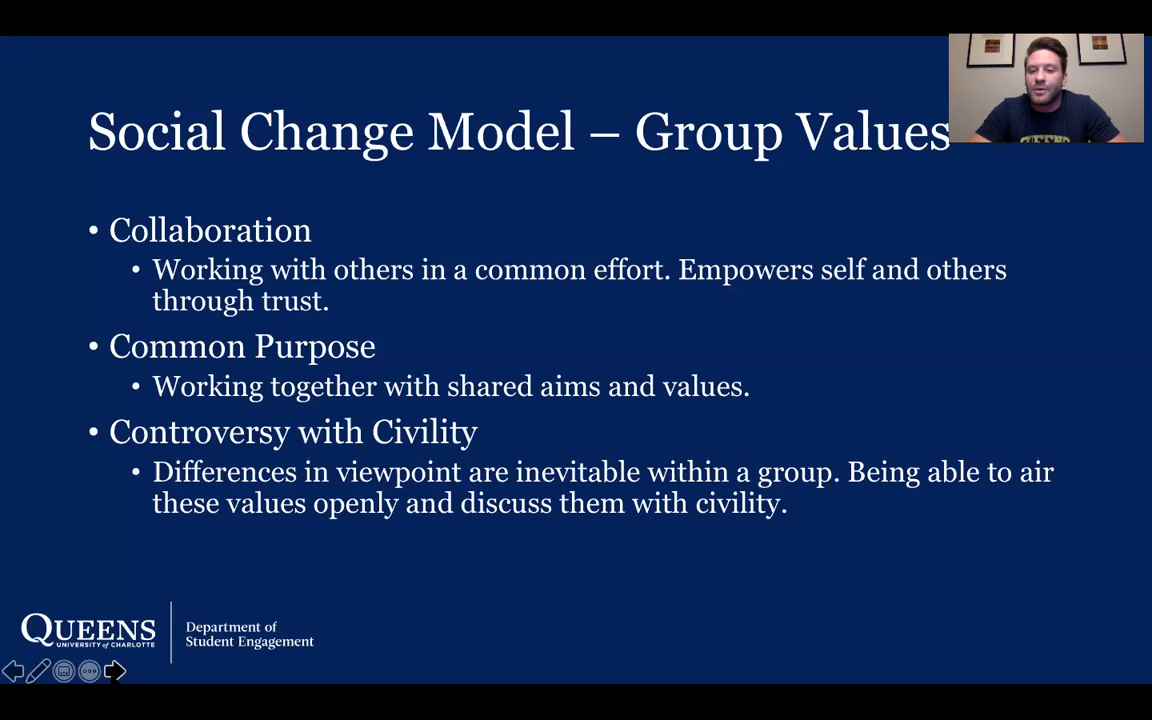 Social Change Model – Group Values
• Collaboration
• Working with others in a common effort. Empowers self and others
through trust.
• Common Purpose
• Working together with shared aims and values.
• Controversy with Civility
• Differences in viewpoint are inevitable within a group. Being able to air
these values openly and discuss them with civility.
QUEENS
UNIVERSITY of CHARLOTTE
Department of
Student Engagement
QUEENS